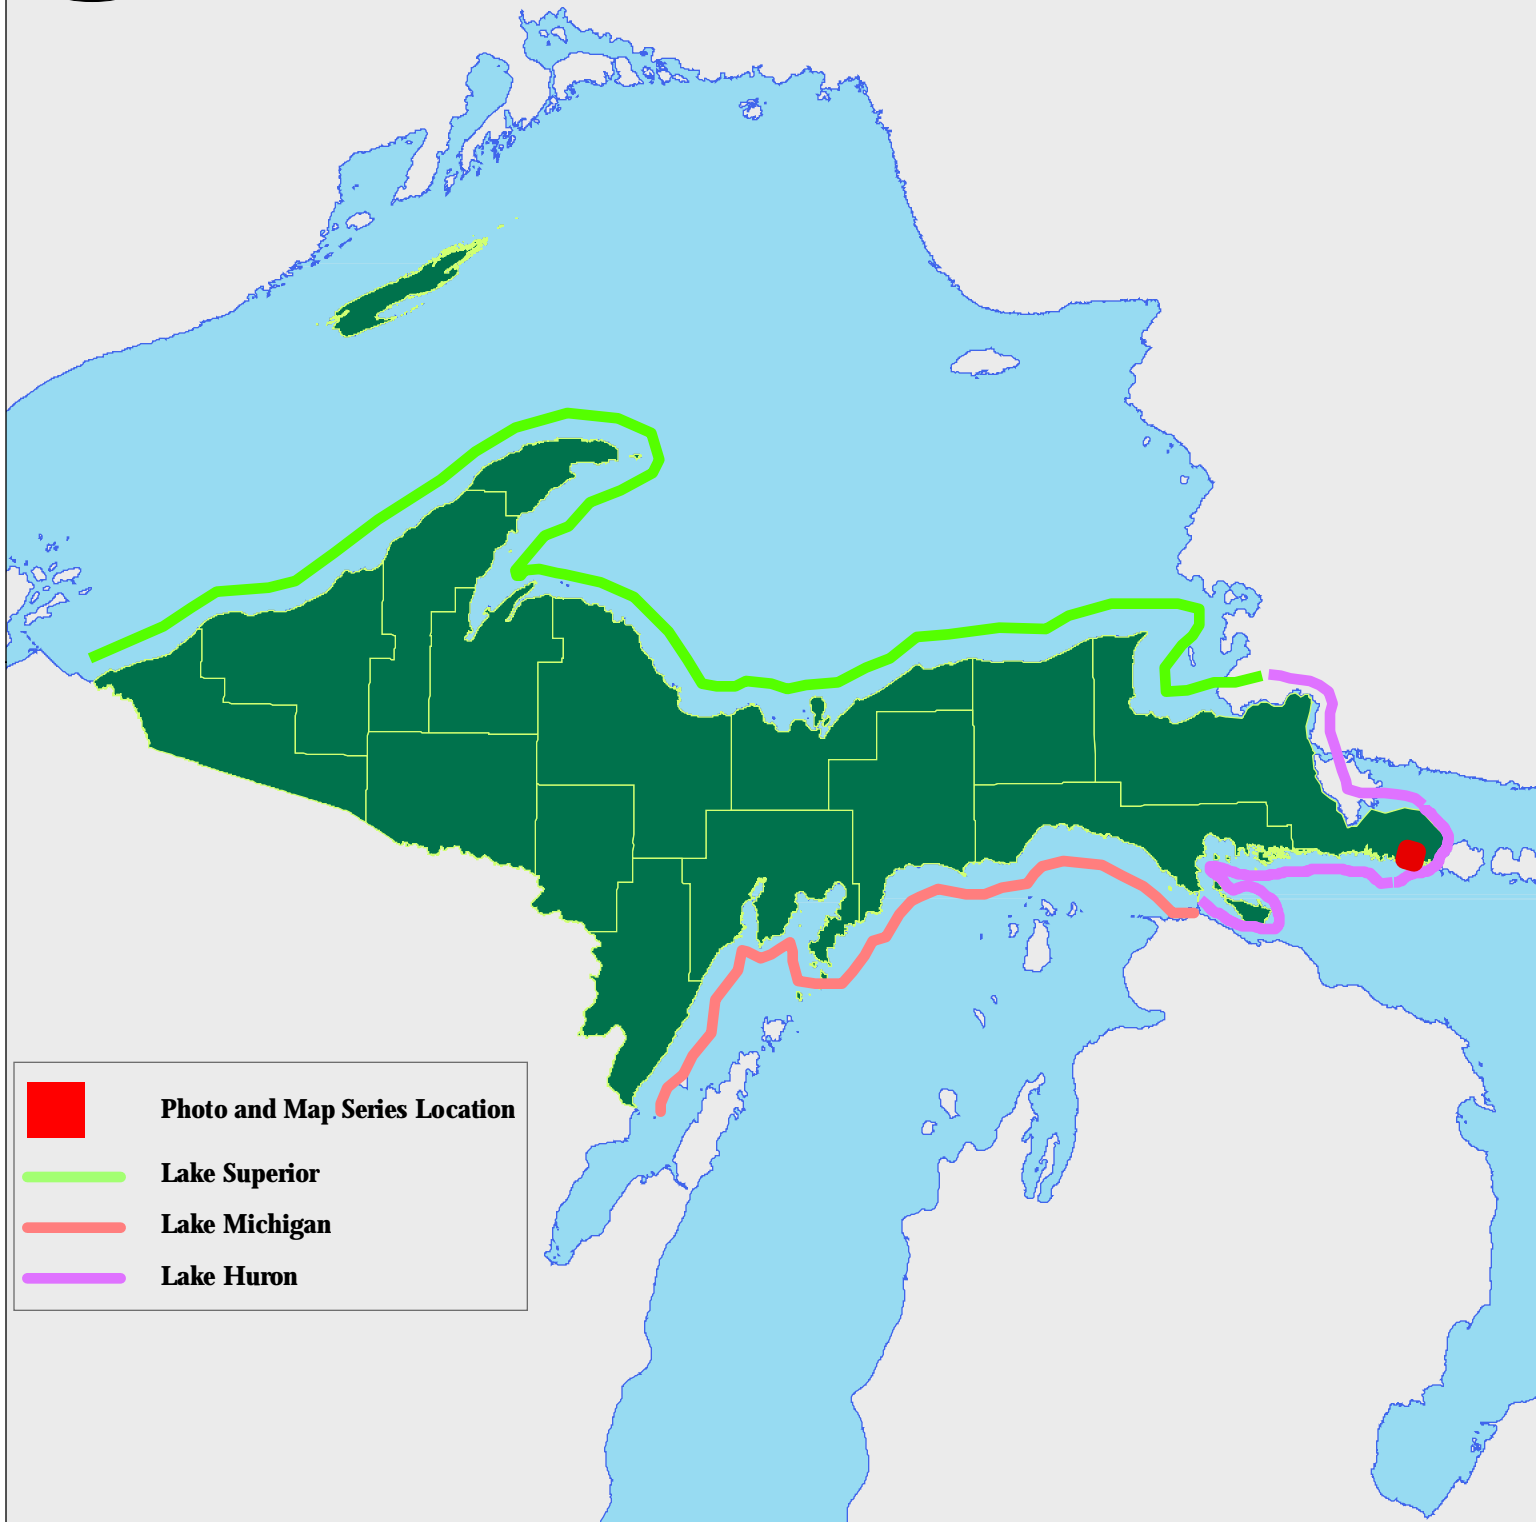 Photo and Map Series Location
Lake Superior
Lake Michigan
Lake Huron